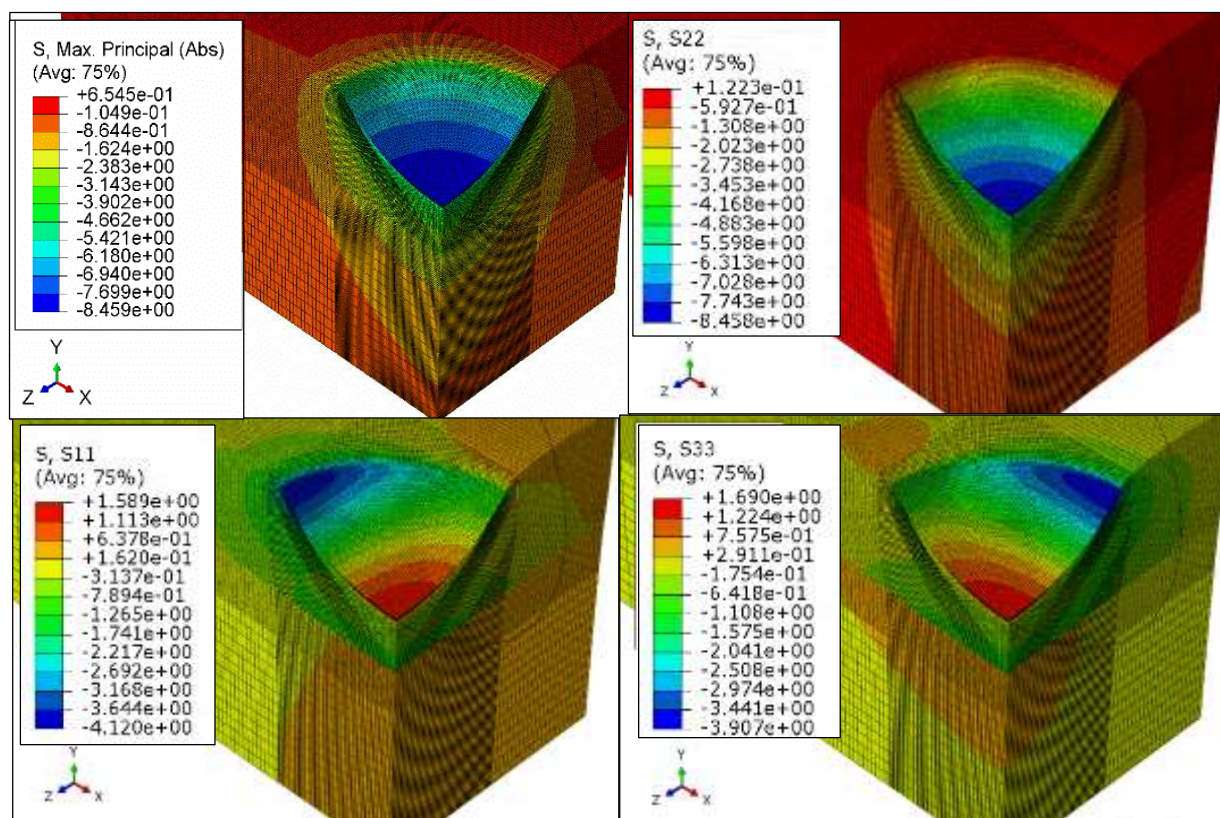 S, Max. Principal (Abs)
(Avg: 75%)
+6.545e-01
-1.049e-01
-8.644e-01
-1.624e+00
-2.383e+00
-3.143e+00
-3.902e+00
-4.662e+00
-5.421e+00
-6.180e+00
-6.940e+00
-7.699e+00
-8.459e+00
Y
Z X
S, S22
(Avg: 75%)
+1.223e-01
-5.927e-01
-1.308e+00
-2.023e+00
-2.738e+00
-3.453e+00
-4.168e+00
-4.883e+00
-5.598e+00
-6.313e+00
-7.028e+00
-7.743e+00
-8.458e+00
Y
Z X
S, S11
(Avg: 75%)
+1.589e+00
+1.113e+00
+6.378e-01
+1.620e-01
-3.137e-01
-7.894e-01
-1.265e+00
-1.741e+00
-2.217e+00
-2.692e+00
-3.168e+00
-3.644e+00
-4.120e+00
Y
Z X
S, S33
(Avg: 75%)
+1.690e+00
+1.224e+00
+7.575e-01
+2.911e-01
-1.754e-01
-6.418e-01
-1.108e+00
-1.575e+00
-2.041e+00
-2.508e+00
-2.974e+00
-3.441e+00
-3.907e+00
Y
Z X